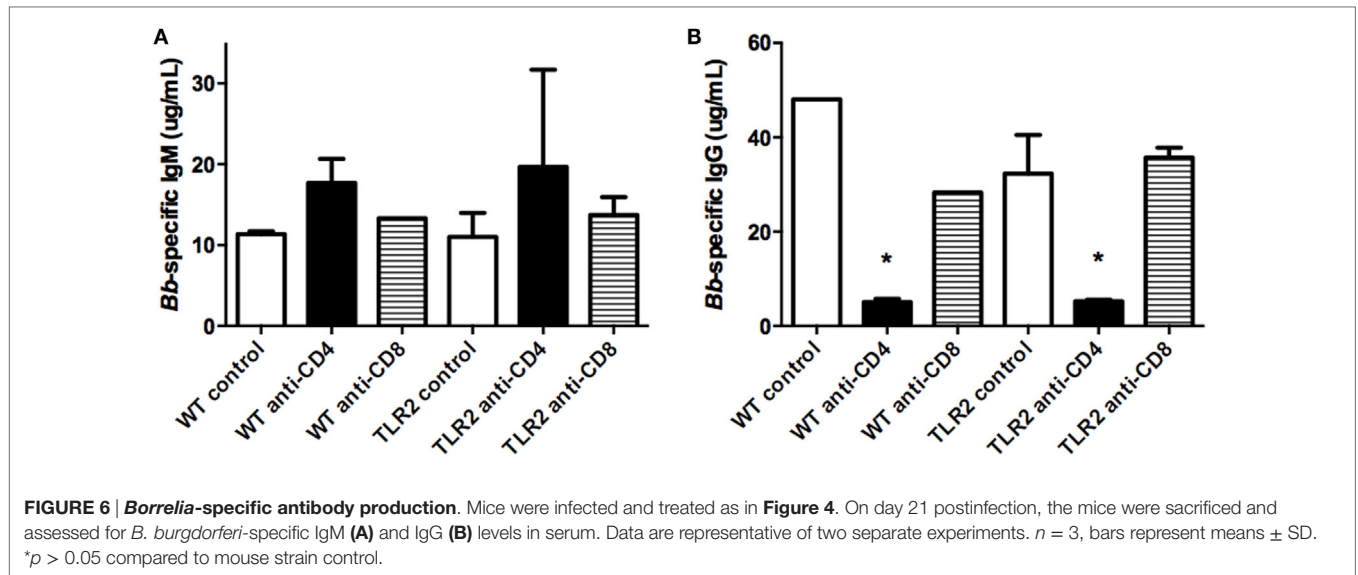 A
Bb-specific IgM (ug/mL)
30
20
10
0
WT control
WT anti-CD4
WT anti-CD8
TLR2 control
TLR2 anti-CD4
TLR2 anti-CD8
B
Bb-specific IgG (ug/mL)
60
40
20
0
*
*
WT control
WT anti-CD4
WT anti-CD8
TLR2 control
TLR2 anti-CD4
TLR2 anti-CD8
FIGURE 6 | Borrelia-specific antibody production. Mice were infected and treated as in Figure 4. On day 21 postinfection, the mice were sacrificed and
assessed for B. burgdorferi-specific IgM (A) and IgG (B) levels in serum. Data are representative of two separate experiments. n = 3, bars represent means ± SD.
*p > 0.05 compared to mouse strain control.